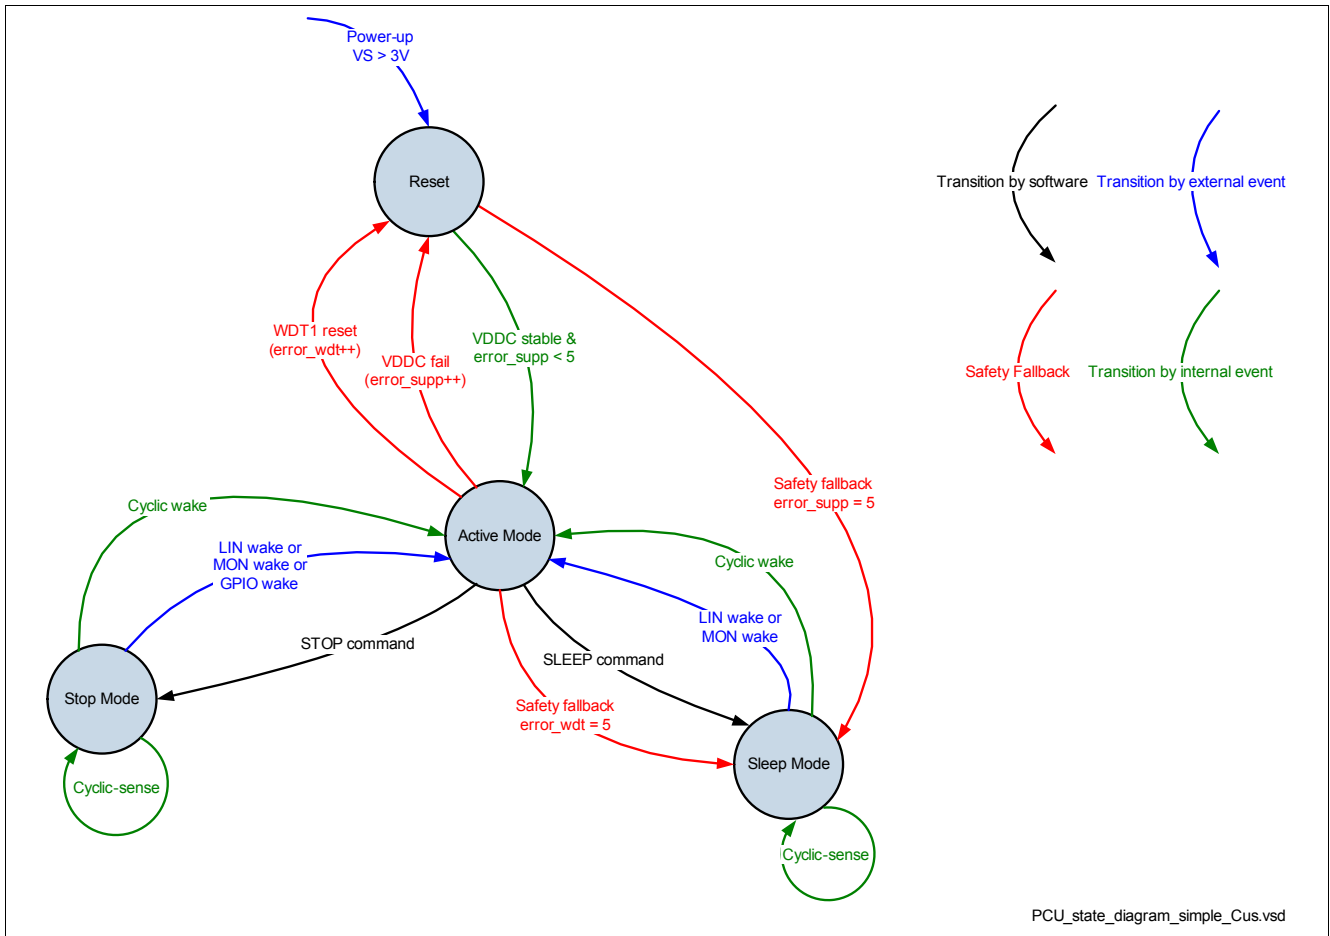 Power-up
VS > 3V
Reset
Transition by software
Transition by external event
WDT1 reset
(error_wdt++)
VDDC fail
(error_supp++)
VDDC stable &
error_supp < 5
Safety Fallback
Transition by internal event
Safety fallback
error_supp = 5
Cyclic wake
LIN wake or
MON wake or
GPIO wake
Active Mode
Cyclic wake
LIN wake or
MON wake
STOP command
SLEEP command
Safety fallback
error_wdt = 5
Stop Mode
Sleep Mode
Cyclic-sense
Cyclic-sense
PCU_state_diagram_simple_Cus.vsd